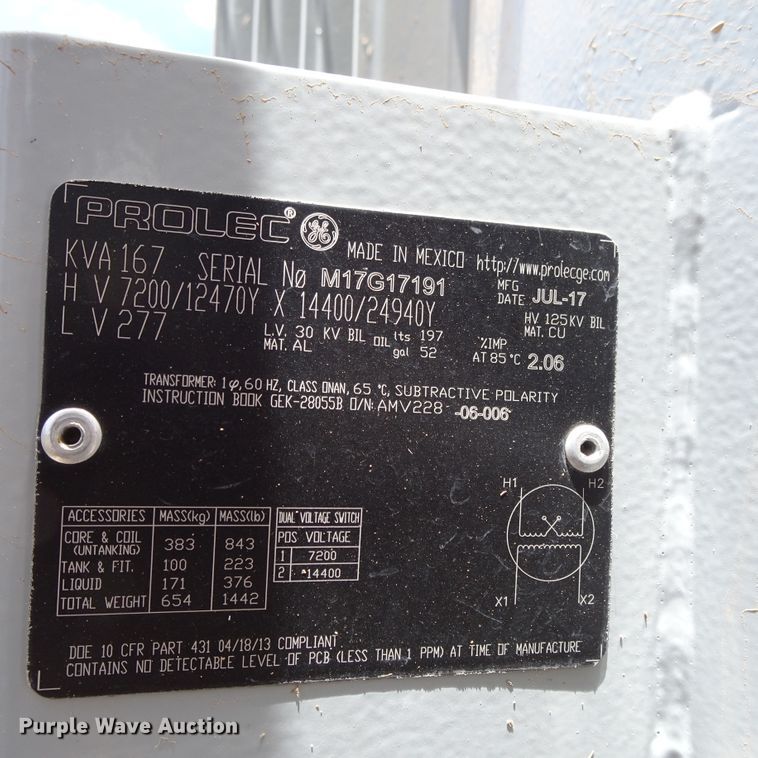 PROLEC® GE MADE IN MEXICO http://www.prolecge.com
KVA 167 SERIAL Nø M17G17191 MFG DATE JUL-17
H V 7200/12470Y X 14400/24940Y HV 125 KV BIL
L V 277 L.V. 30 KV BIL OIL lts 197 MAT. CU
MAT. AL gal 52 %IMP. AT 85 °C 2.06
TRANSFORMER: 1φ, 60 HZ, CLASS ONAN, 65 °C, SUBTRACTIVE POLARITY
INSTRUCTION BOOK GEK-28055B O/N: AMV228 -06-006
H1 H2
X1 X2
ACCESSORIES MASS(kg) MASS(lb)
CORE & COIL (UNTANKING) 383 843
TANK & FIT. 100 223
LIQUID 171 376
TOTAL WEIGHT 654 1442
DUAL VOLTAGE SWITCH
POS VOLTAGE
1 7200
2 14400
DOE 10 CFR PART 431 04/18/13 COMPLIANT
CONTAINS NO DETECTABLE LEVEL OF PCB (LESS THAN 1 PPM) AT TIME OF MANUFACTURE
Purple Wave Auction